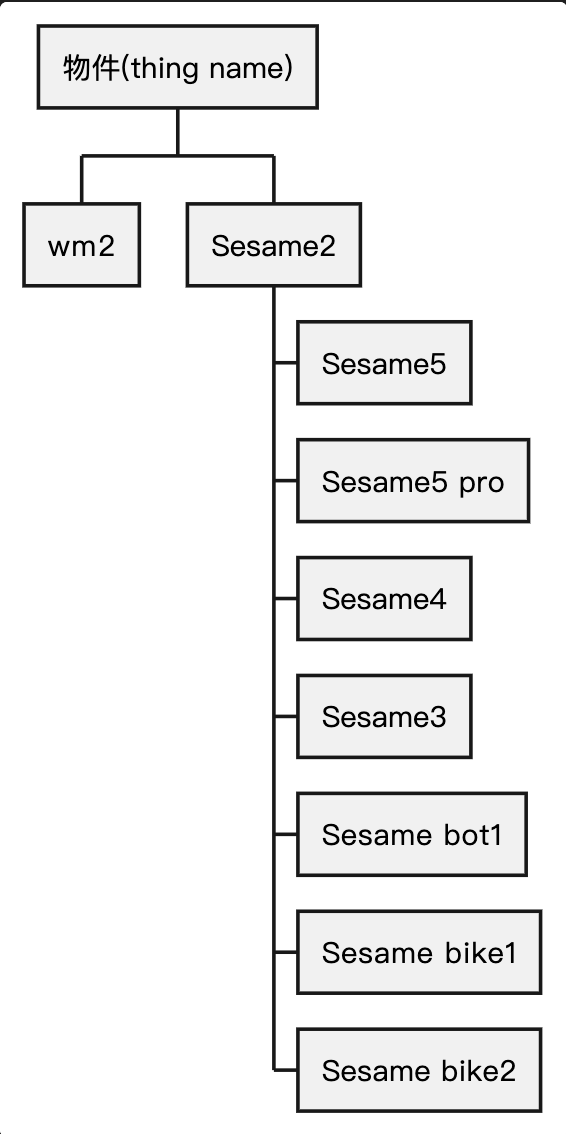 物件(thing name)
wm2
Sesame2
Sesame5
Sesame5 pro
Sesame4
Sesame3
Sesame bot1
Sesame bike1
Sesame bike2